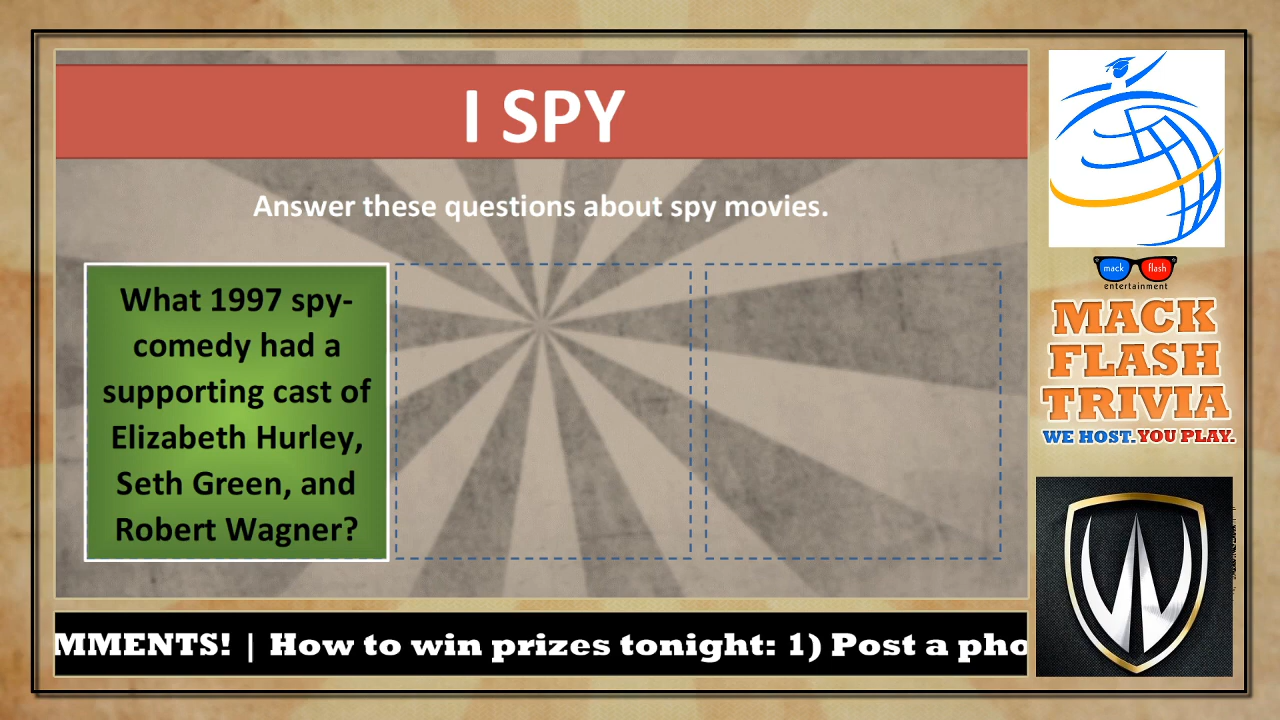 I SPY
Answer these questions about spy movies.
What 1997 spy-
comedy had a
supporting cast of
Elizabeth Hurley,
Seth Green, and
Robert Wagner?
mack flash
entertainment
MACK
FLASH
TRIVIA
WE HOST. YOU PLAY.
MMENTS! | How to win prizes tonight: 1) Post a pho